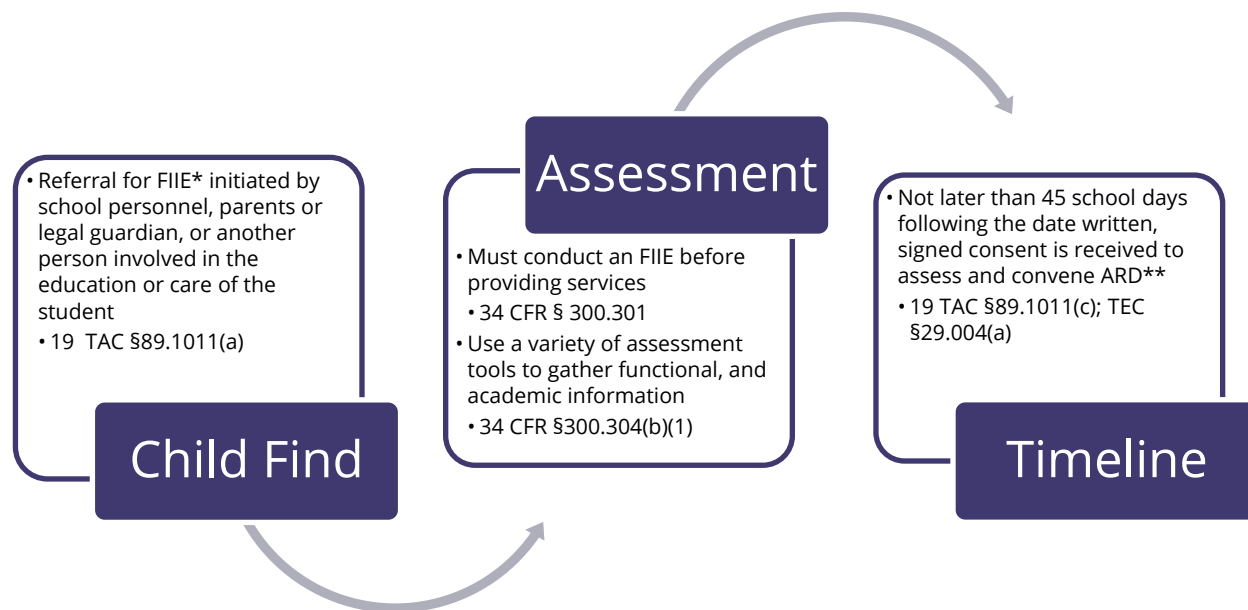 • Referral for FIIE* initiated by
school personnel, parents or
legal guardian, or another
person involved in the
education or care of the
student
• 19  TAC §89.1011(a)
Child Find
Assessment
• Must conduct an FIIE before
providing services
• 34 CFR § 300.301
• Use a variety of assessment
tools to gather functional, and
academic information
• 34 CFR §300.304(b)(1)
• Not later than 45 school days
following the date written,
signed consent is received to
assess and convene ARD**
• 19 TAC §89.1011(c); TEC
§29.004(a)
Timeline